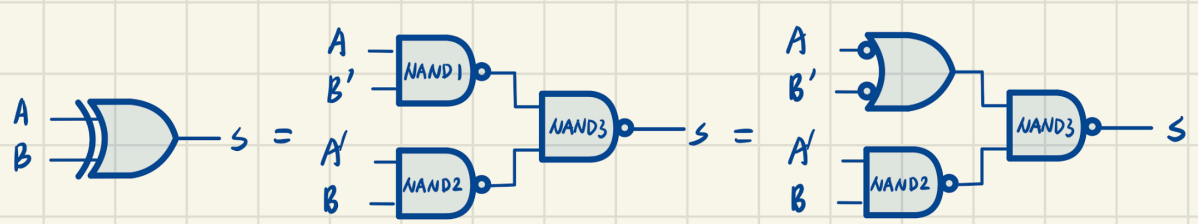 A
B
S
=
A
B'
NAND1
A'
B
NAND2
NAND3
S
=
A
B'
A'
B
NAND2
NAND3
S